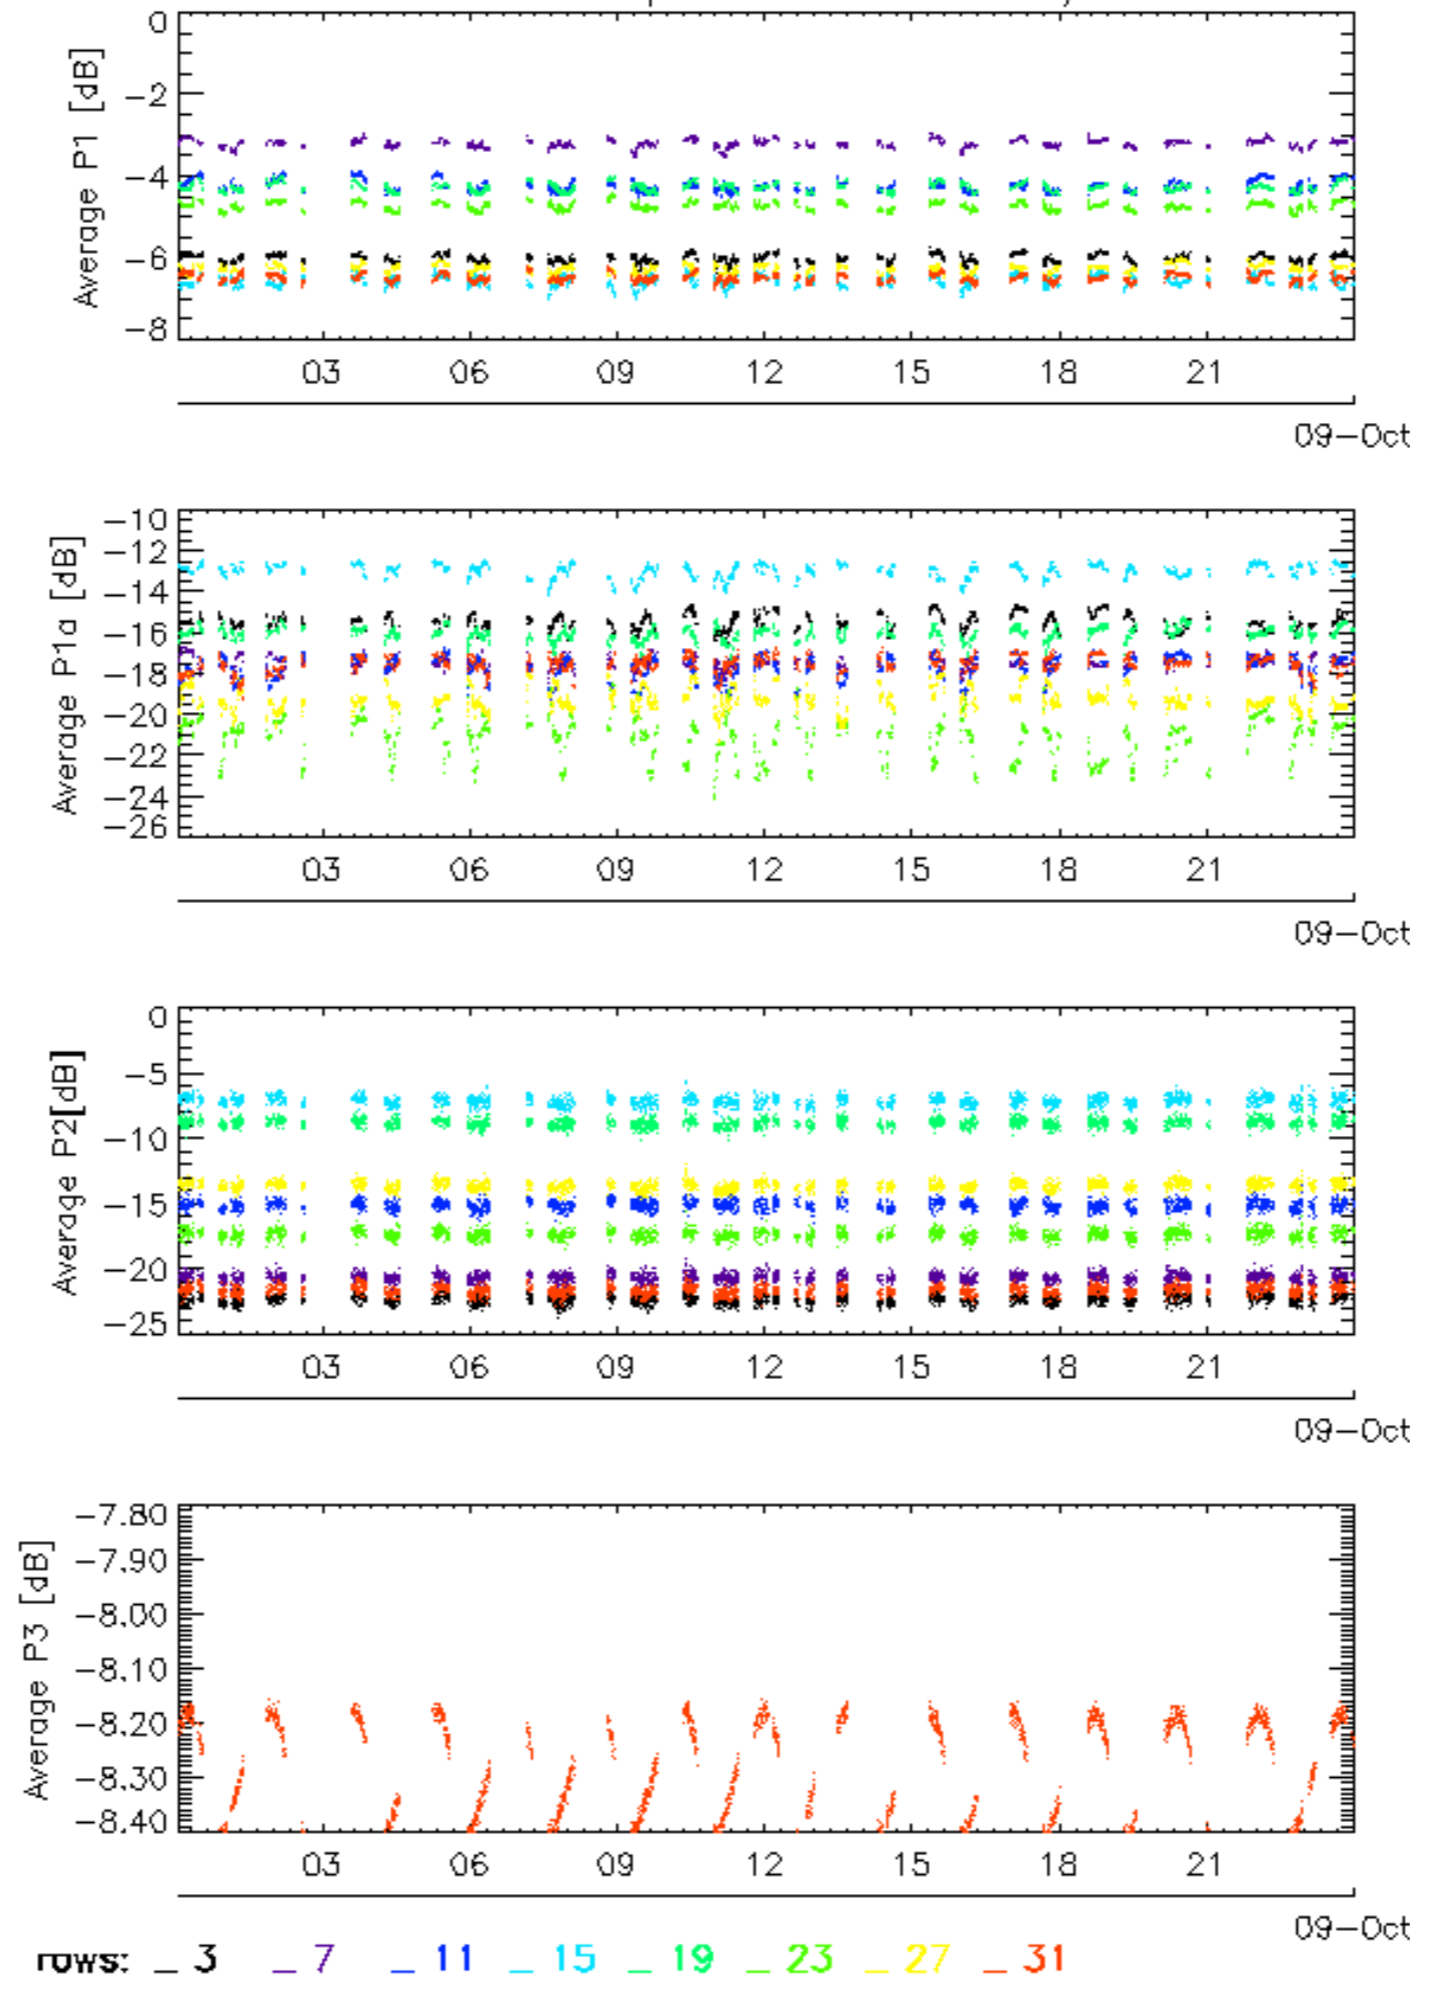 Average P1 [dB]
0
−2
−4
−6
−8
03 06 09 12 15 18 21
09−Oct
Average P1a [dB]
−10
−12
−14
−16
−18
−20
−22
−24
−26
03 06 09 12 15 18 21
09−Oct
Average P2[dB]
0
−5
−10
−15
−20
−25
03 06 09 12 15 18 21
09−Oct
Average P3 [dB]
−7.80
−7.90
−8.00
−8.10
−8.20
−8.30
−8.40
03 06 09 12 15 18 21
09−Oct
rows: _ 3 _ 7 _ 11 _ 15 _ 19 _ 23 _ 27 _ 31